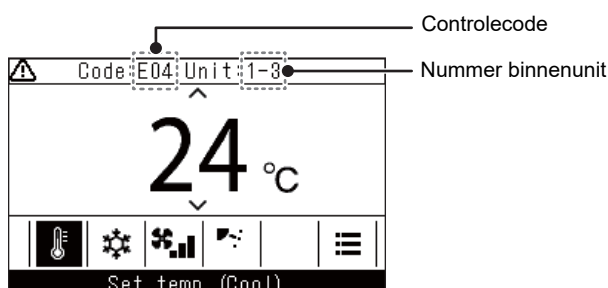 Controlecode
Code:E04 Unit:1-3
Nummer binnenunit
24 °C
Set temp.(Cool)